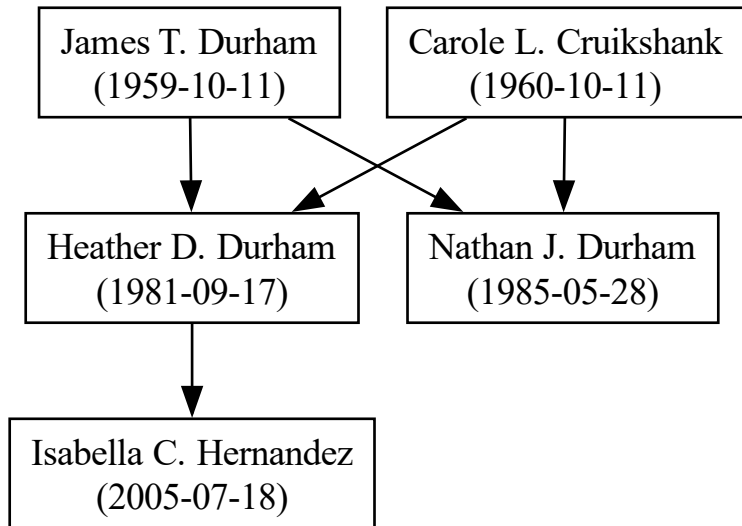 James T. Durham
(1959-10-11)
Carole L. Cruikshank
(1960-10-11)
Heather D. Durham
(1981-09-17)
Nathan J. Durham
(1985-05-28)
Isabella C. Hernandez
(2005-07-18)